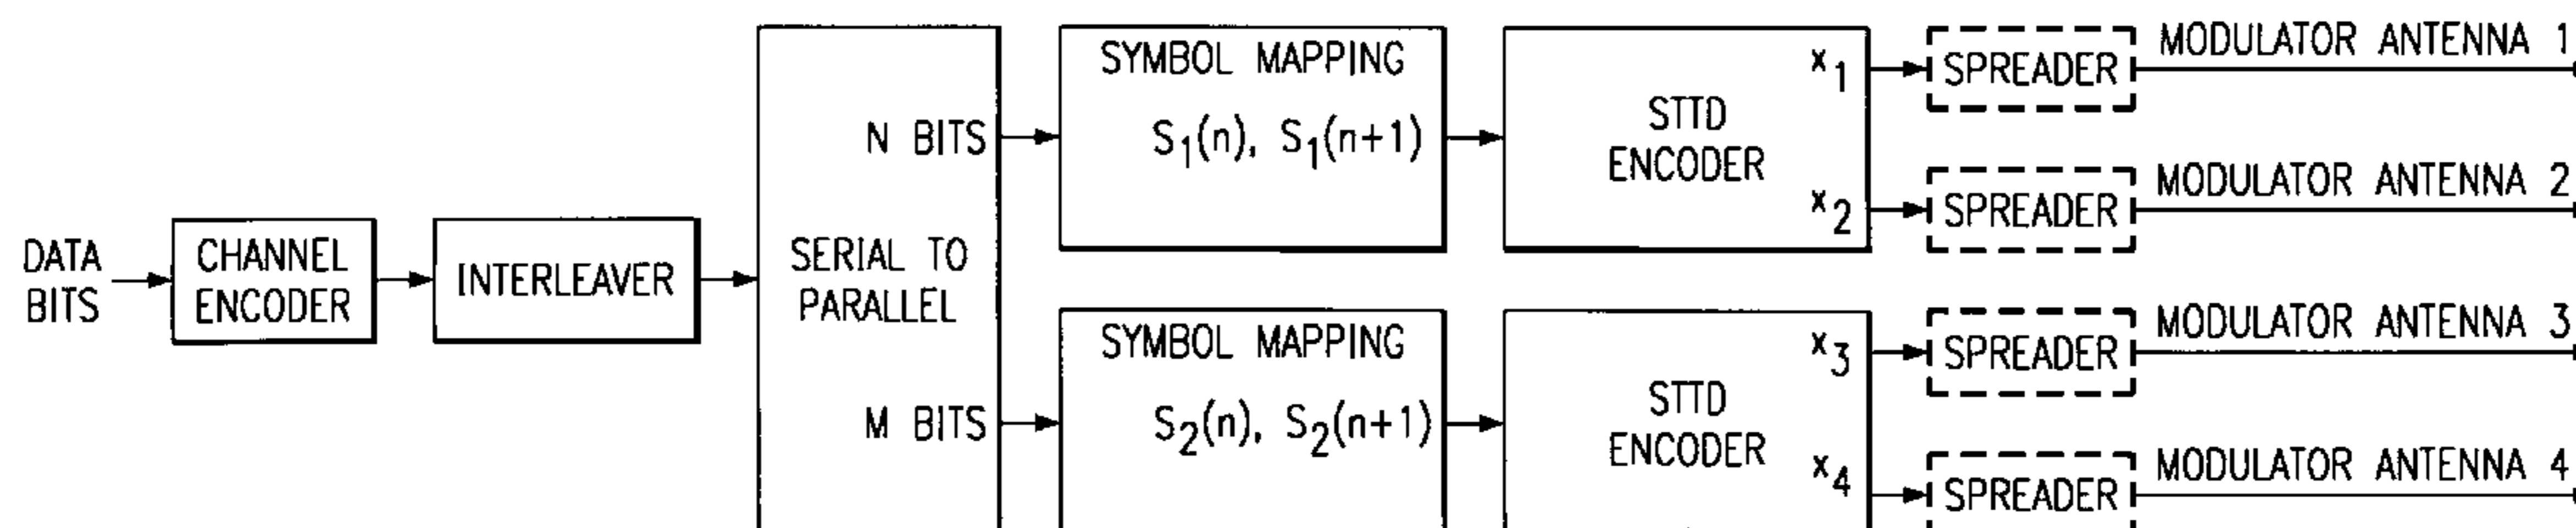 DATA
BITS
CHANNEL
ENCODER
INTERLEAVER
SERIAL TO
PARALLEL
N BITS
M BITS
SYMBOL MAPPING
S1(n), S1(n+1)
STTD
ENCODER
x1
x2
SPREADER
MODULATOR ANTENNA 1
SPREADER
MODULATOR ANTENNA 2
SYMBOL MAPPING
S2(n), S2(n+1)
STTD
ENCODER
x3
x4
SPREADER
MODULATOR ANTENNA 3
SPREADER
MODULATOR ANTENNA 4